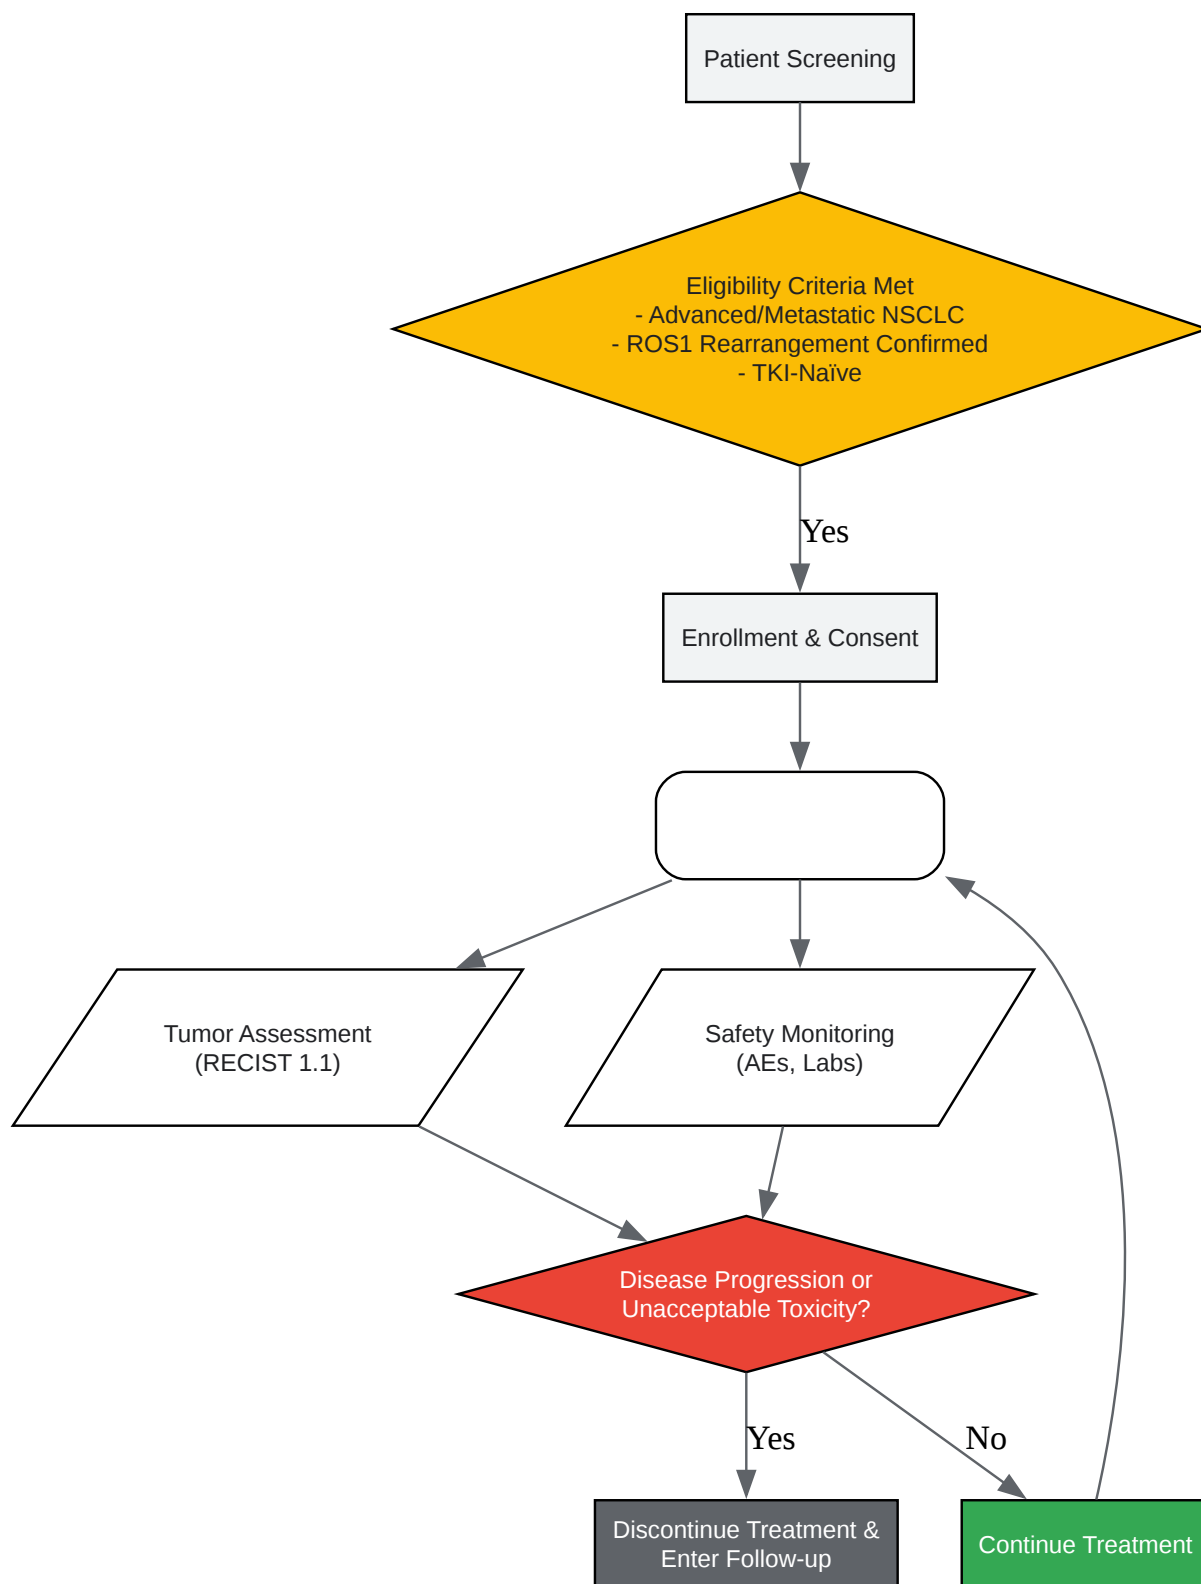 Patient Screening
Eligibility Criteria Met
- Advanced/Metastatic NSCLC
- ROS1 Rearrangement Confirmed
- TKI-Naïve
Yes
Enrollment & Consent
Tumor Assessment
(RECIST 1.1)
Safety Monitoring
(AEs, Labs)
Disease Progression or
Unacceptable Toxicity?
Yes
No
Discontinue Treatment &
Enter Follow-up
Continue Treatment